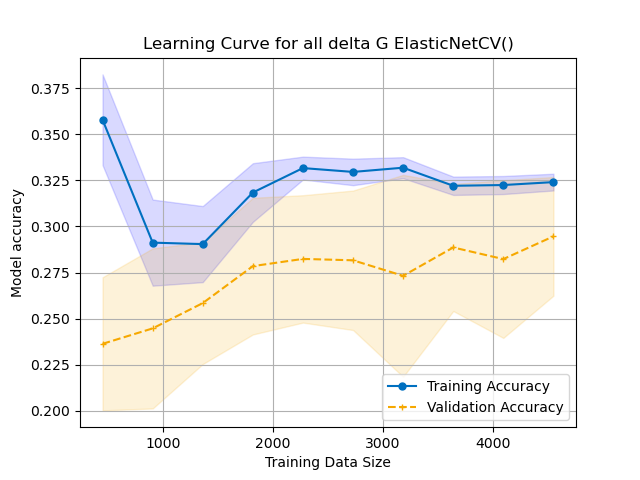 Learning Curve for all delta G ElasticNetCV()
Model accuracy
0.375
0.350
0.325
0.300
0.275
0.250
0.225
0.200
Training Accuracy
Validation Accuracy
1000 2000 3000 4000
Training Data Size